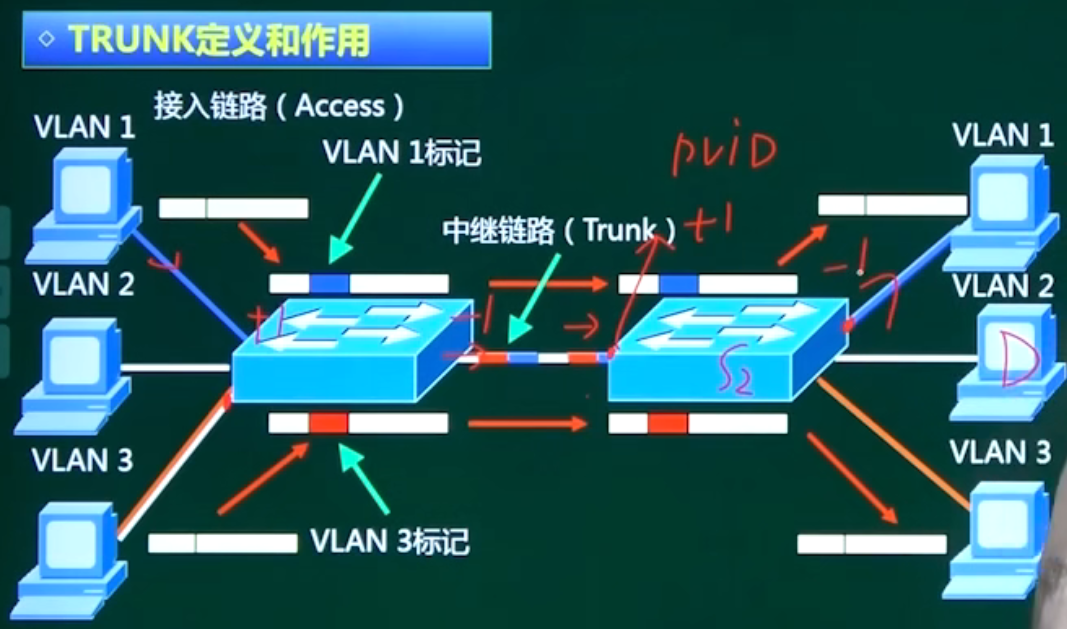 ◇ TRUNK定义和作用
接入链路（Access）
VLAN 1
VLAN 1标记
pviD
VLAN 1
中继链路（Trunk）
+1
-1
VLAN 2
VLAN 2
+1
-1
S2
D
VLAN 3
VLAN 3
VLAN 3标记